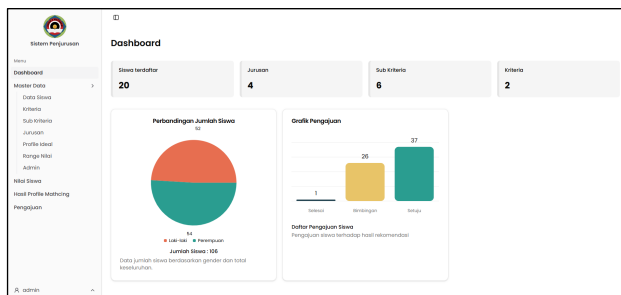 Sistem Penjurusan
Menu
Dashboard
Master Data
Data Siswa
Kriteria
Sub Kriteria
Jurusan
Profile Ideal
Range Nilai
Admin
Nilai Siswa
Hasil Profile Mathcing
Pengajuan
admin
Dashboard
Siswa terdaftar
20
Jurusan
4
Sub Kriteria
6
Kriteria
2
Perbandingan Jumlah Siswa
52
54
Laki-laki Perempuan
Jumlah Siswa : 106
Data jumlah siswa berdasarkan gender dan total
keseluruhan.
Grafik Pengajuan
1
26
37
Selesai Bimbingan Setuju
Daftar Pengajuan Siswa
Pengajuan siswa terhadap hasil rekomendasi